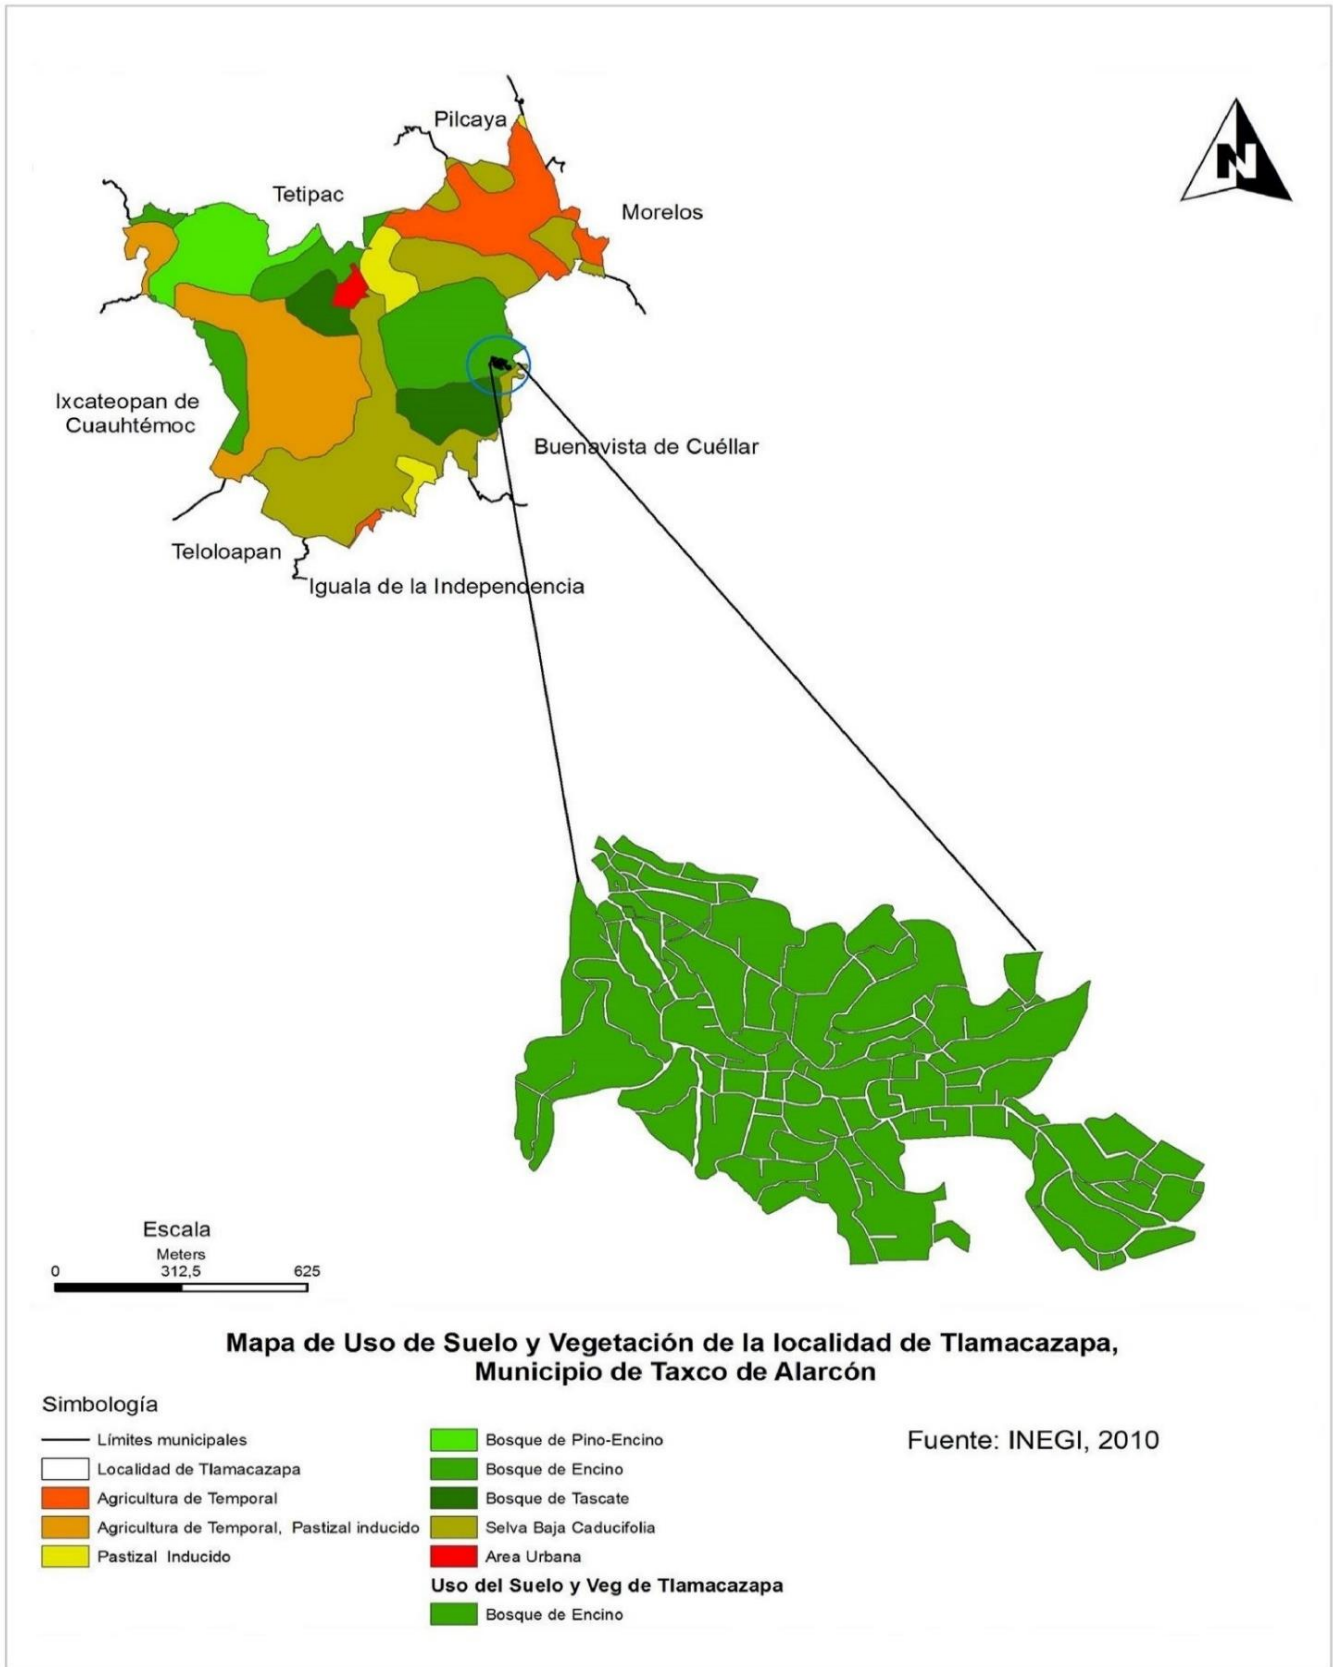 Pilcaya
N
Tetipac
Morelos
Ixcateopan de
Cuauhtémoc
Buenavista de Cuéllar
Teloloapan
Iguala de la Independencia
Escala
Meters
0 312,5 625
Mapa de Uso de Suelo y Vegetación de la localidad de Tlamacazapa,
Municipio de Taxco de Alarcón
Simbología
Límites municipales
Localidad de Tlamacazapa
Agricultura de Temporal
Agricultura de Temporal, Pastizal inducido
Pastizal Inducido
Bosque de Pino-Encino
Bosque de Encino
Bosque de Tascate
Selva Baja Caducifolia
Area Urbana
Uso del Suelo y Veg de Tlamacazapa
Bosque de Encino
Fuente: INEGI, 2010